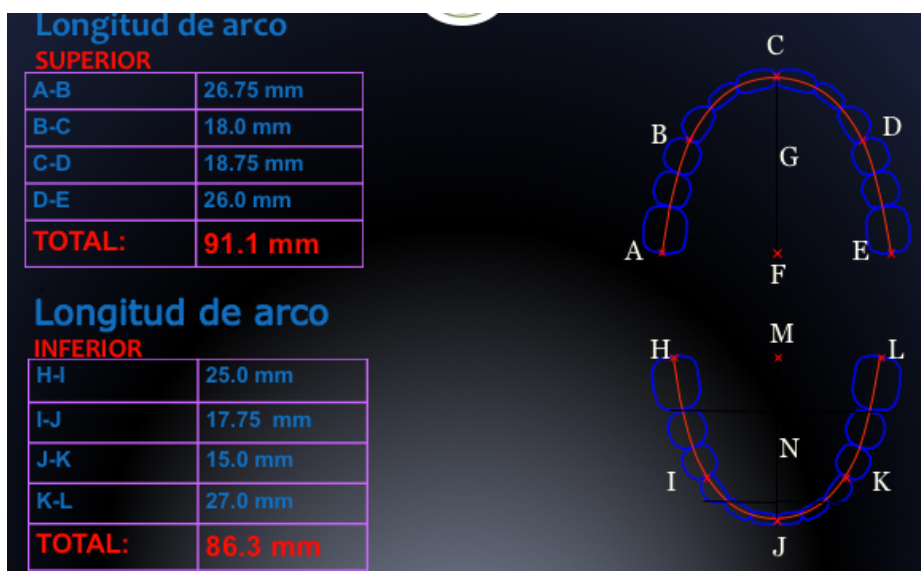 Longitud de arco
SUPERIOR
A-B 26.75 mm
B-C 18.0 mm
C-D 18.75 mm
D-E 26.0 mm
TOTAL: 91.1 mm
C
B
D
G
A
E
F
Longitud de arco
INFERIOR
H-I 25.0 mm
I-J 17.75 mm
J-K 15.0 mm
K-L 27.0 mm
TOTAL: 86.3 mm
M
H
L
N
I
K
J